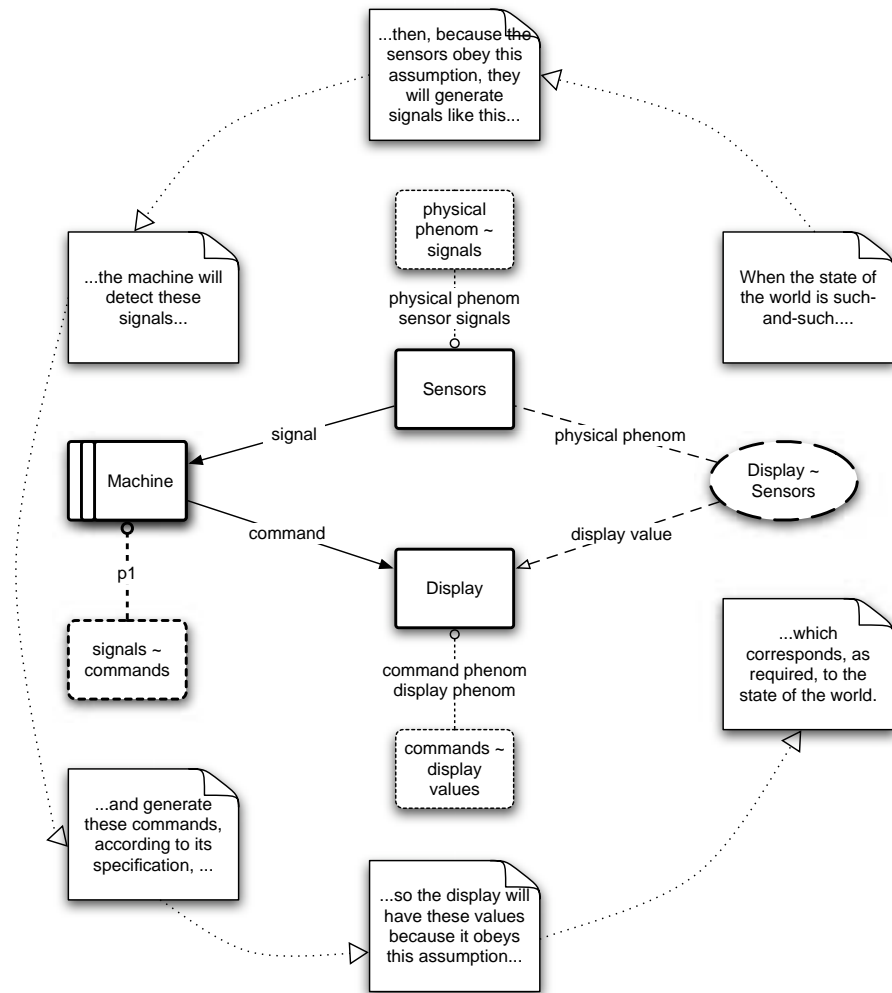 ...then, because the
sensors obey this
assumption, they
will generate
signals like this...
physical
phenom ~
signals
...the machine will
detect these
signals...
When the state of
the world is such-
and-such....
physical phenom
sensor signals
Sensors
signal
physical phenom
Machine
Display ~
Sensors
command
display value
p1
Display
signals ~
commands
...which
corresponds, as
required, to the
state of the world.
command phenom
display phenom
commands ~
display
values
...and generate
these commands,
according to its
specification, ...
...so the display will
have these values
because it obeys
this assumption...